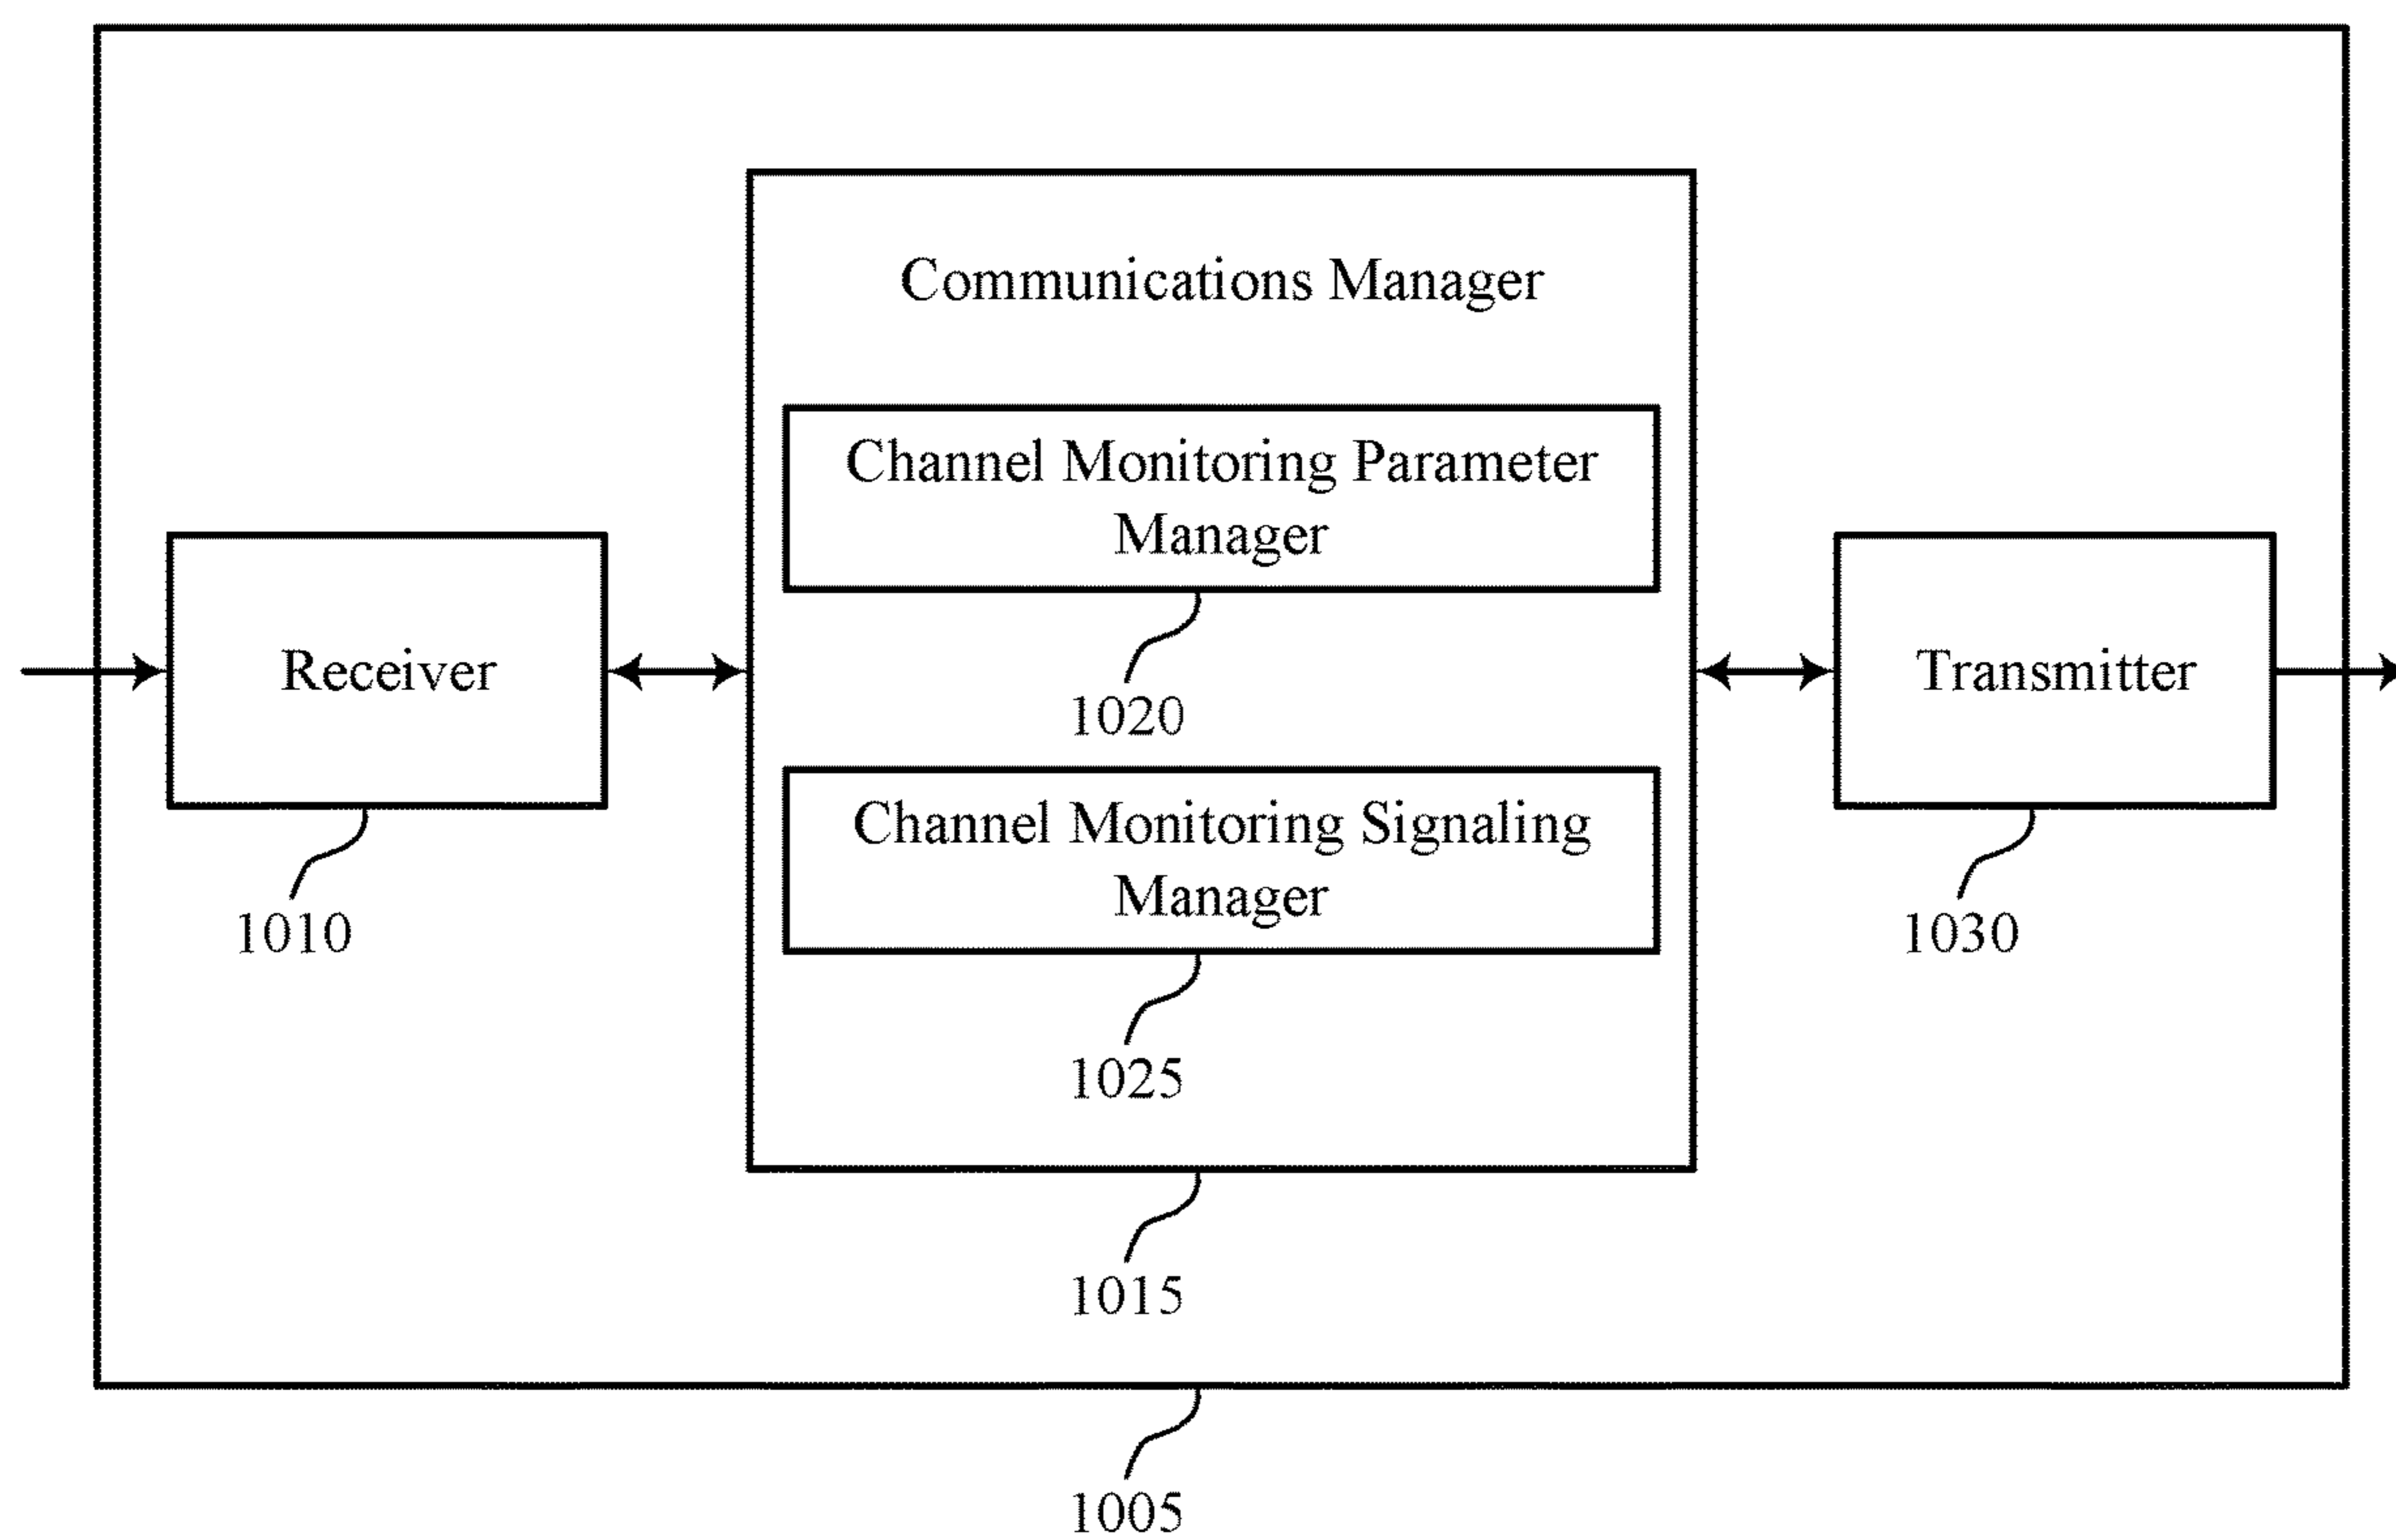 Communications Manager
Channel Monitoring Parameter
Manager
1020
Receiver
1010
Channel Monitoring Signaling
Manager
1025
Transmitter
1030
1015
1005